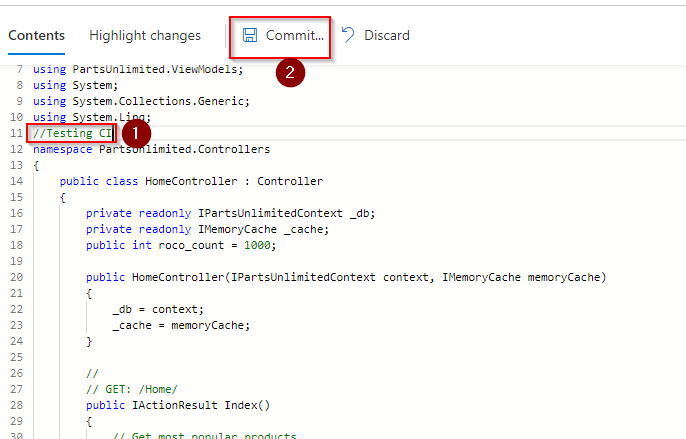 Contents Highlight changes Commit... Discard
2
7 using PartsUnlimited.ViewModels;
8 using System;
9 using System.Collections.Generic;
10 using System.Linq;
11 //Testing CI 1
12 namespace PartsUnlimited.Controllers
13 {
14 public class HomeController : Controller
15 {
16 private readonly IPartsUnlimitedContext _db;
17 private readonly IMemoryCache _cache;
18 public int roco_count = 1000;
19
20 public HomeController(IPartsUnlimitedContext context, IMemoryCache memoryCache)
21 {
22 _db = context;
23 _cache = memoryCache;
24 }
25
26 //
27 // GET: /Home/
28 public IActionResult Index()
29 {
30 // Get most popular products